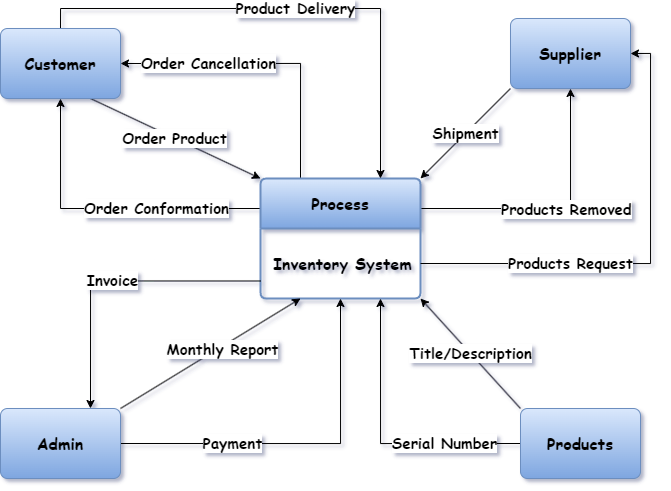 Product Delivery
Customer
Order Cancellation
Supplier
Order Product
Shipment
Order Conformation
Process
Products Removed
Inventory System
Products Request
Invoice
Monthly Report
Title/Description
Admin
Payment
Serial Number
Products